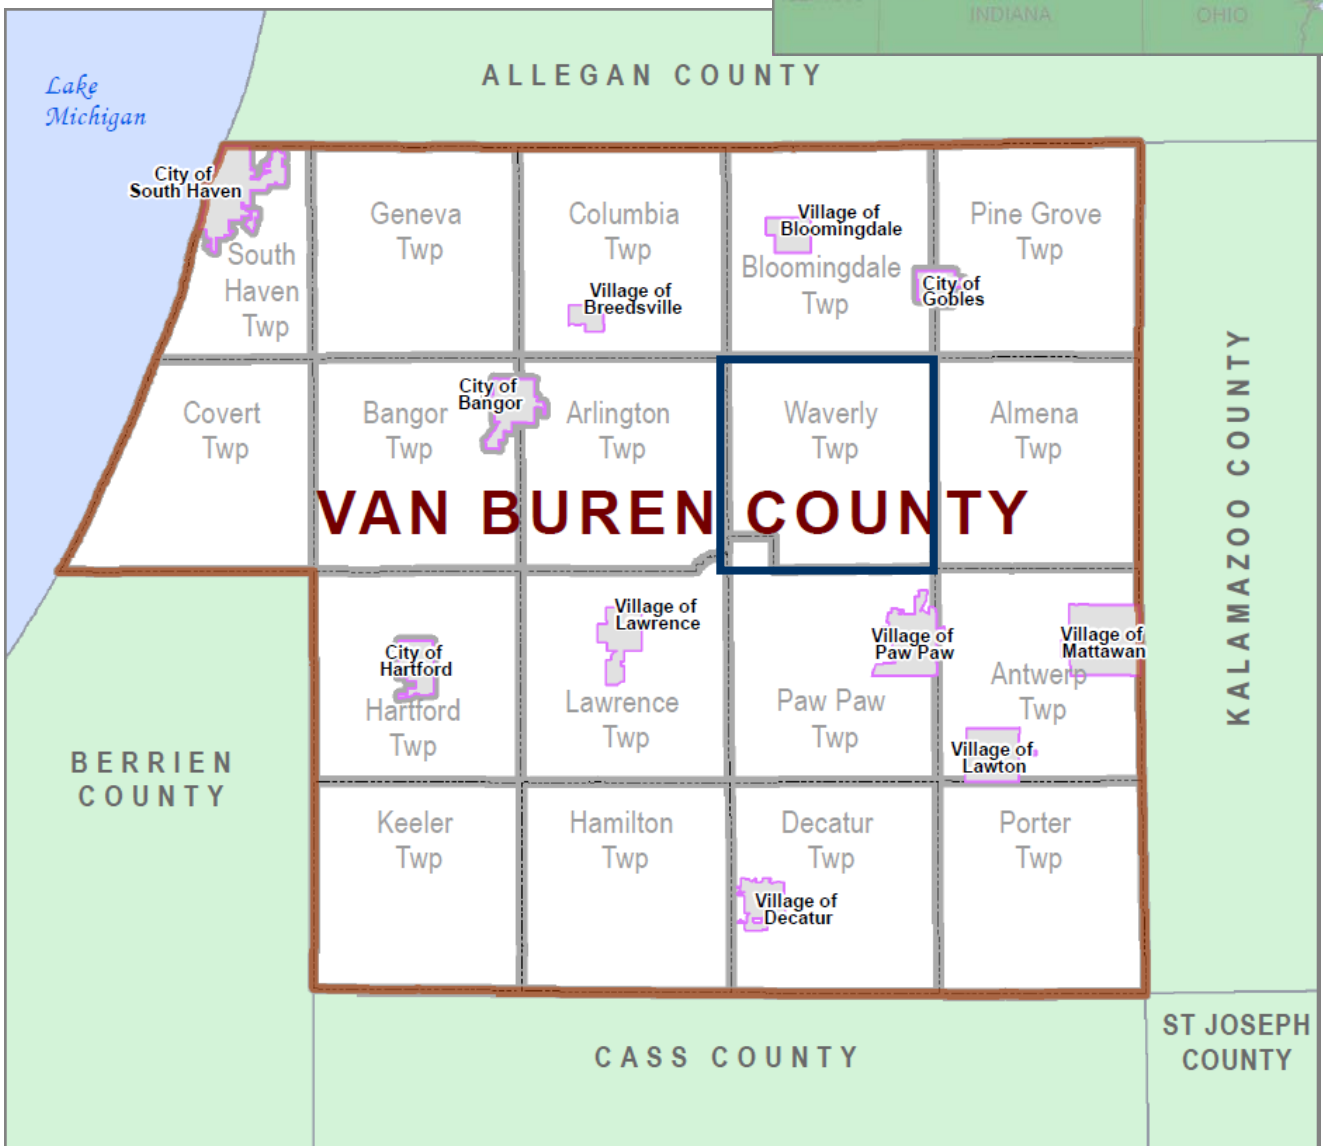 INDIANA
OHIO
ALLEGAN COUNTY
Lake
Michigan
City of
South Haven
South
Haven
Twp
Geneva
Twp
Columbia
Twp
Village of
Breedsville
Village of
Bloomingdale
Bloomingdale
Twp
Pine Grove
Twp
City of
Gobles
Covert
Twp
Bangor
Twp
City of
Bangor
Arlington
Twp
Waverly
Twp
Almena
Twp
VAN BUREN COUNTY
KALAMAZOO COUNTY
City of
Hartford
Hartford
Twp
Village of
Lawrence
Lawrence
Twp
Village of
Paw Paw
Paw Paw
Twp
Village of
Mattawan
Antwerp
Twp
Village of
Lawton
BERRIEN
COUNTY
Keeler
Twp
Hamilton
Twp
Decatur
Twp
Village of
Decatur
Porter
Twp
CASS COUNTY
ST JOSEPH
COUNTY